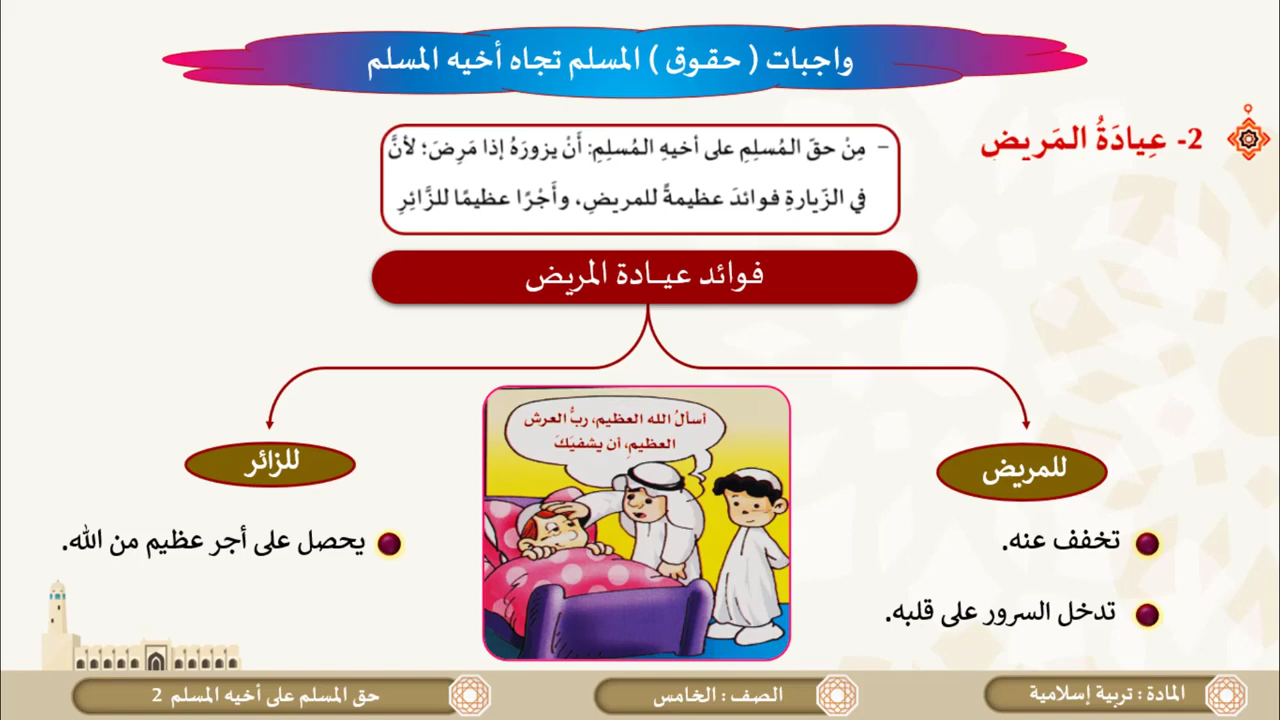 واجبات ( حقوق ) المسلم تجاه أخيه المسلم
2- عِيادَةُ المَريضِ
– مِنْ حقّ المُسلِمِ على أخيهِ المُسلِمِ: أَنْ يزورَهُ إذا مَرِضَ؛ لأنَّ
في الزّيارةِ فوائدَ عظيمةً للمريضِ، وأَجْرًا عظيمًا للزَّائِرِ
فوائد عيادة المريض
للمريض
تخفف عنه.
تدخل السرور على قلبه.
أسألُ الله العظيم، ربُّ العرش
العظيمِ، أن يشفيَكَ
للزائر
يحصل على أجر عظيم من الله.
المادة : تربية إسلامية
الصف : الخامس
حق المسلم على أخيه المسلم 2